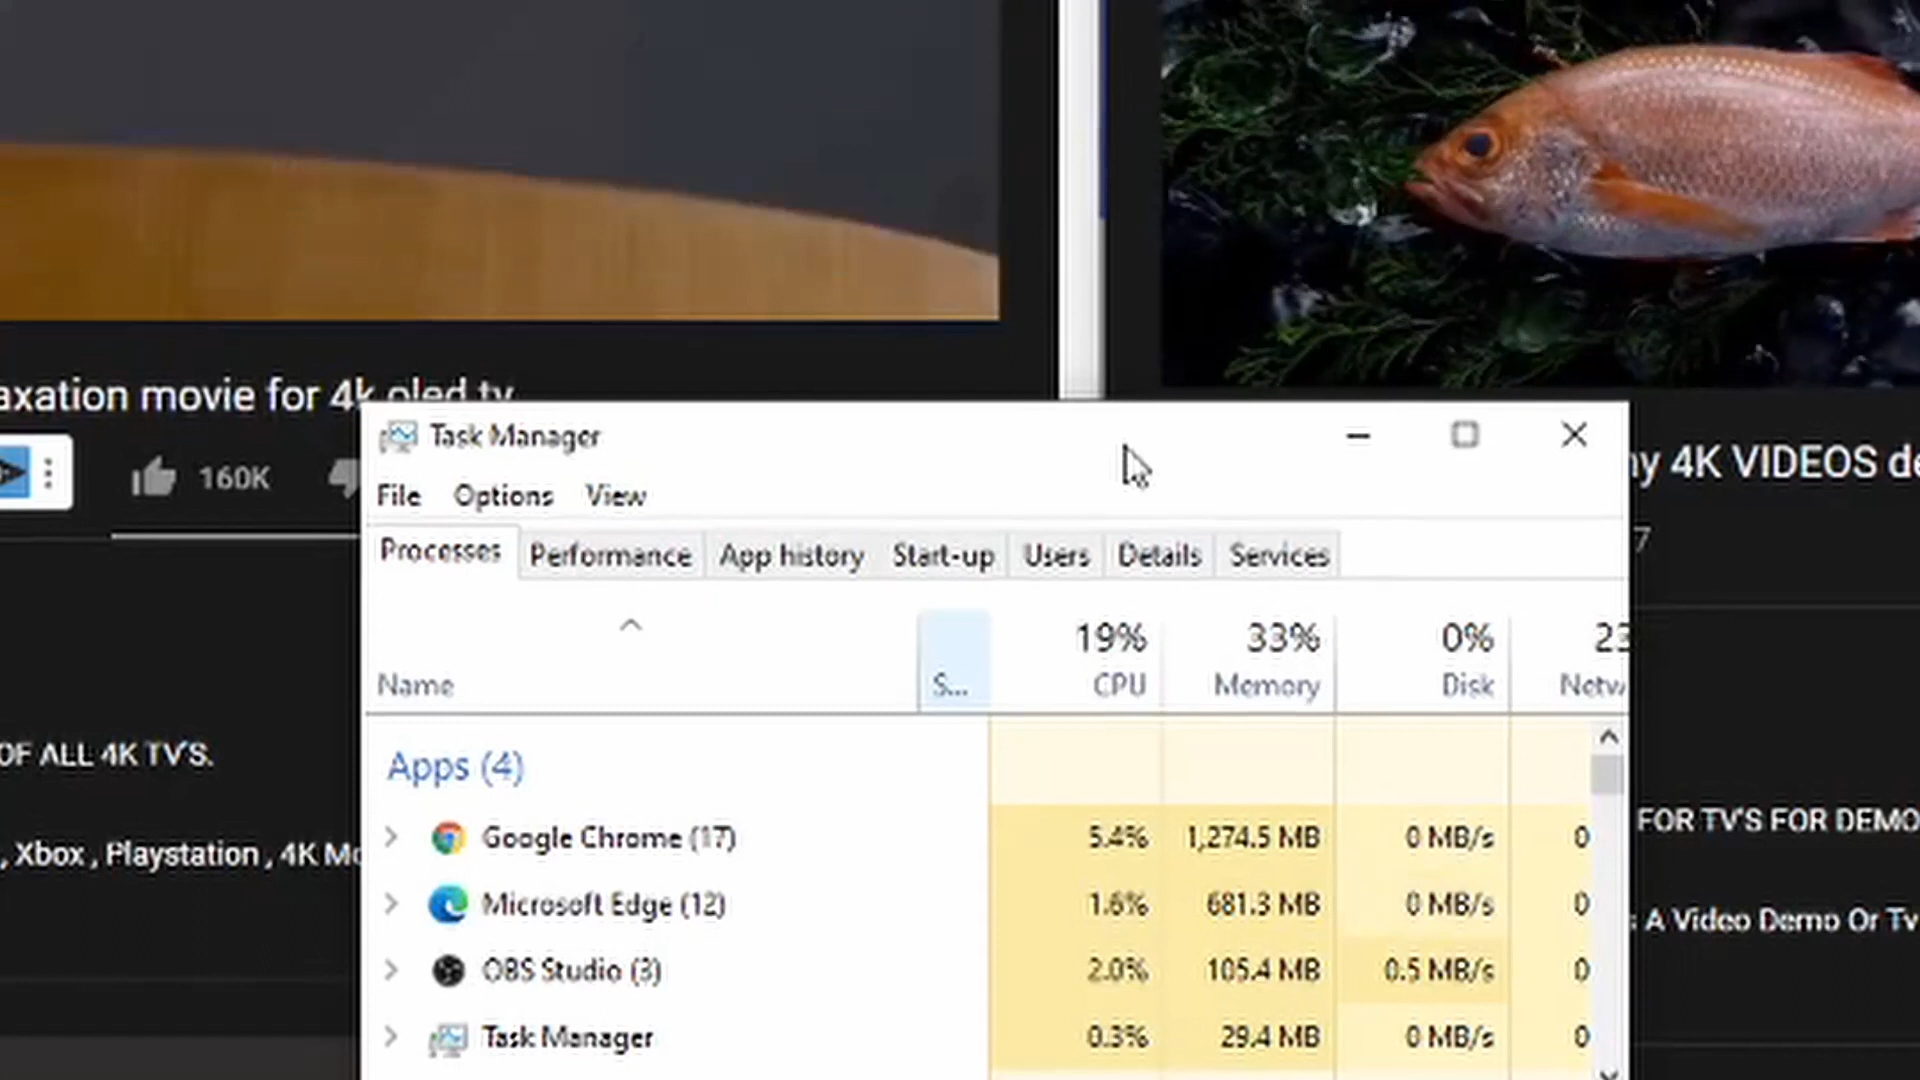 axation movie for 4k oled tv
160K
OF ALL 4K TV'S.
, Xbox , Playstation , 4K Mo
Task Manager
File Options View
Processes Performance App history Start-up Users Details Services
19% 33% 0% 23
Name S... CPU Memory Disk Netw
Apps (4)
Google Chrome (17) 5.4% 1,274.5 MB 0 MB/s 0
Microsoft Edge (12) 1.6% 681.3 MB 0 MB/s 0
OBS Studio (3) 2.0% 105.4 MB 0.5 MB/s 0
Task Manager 0.3% 29.4 MB 0 MB/s 0
ny 4K VIDEOS de
7
FOR TV'S FOR DEMO
s A Video Demo Or Tv